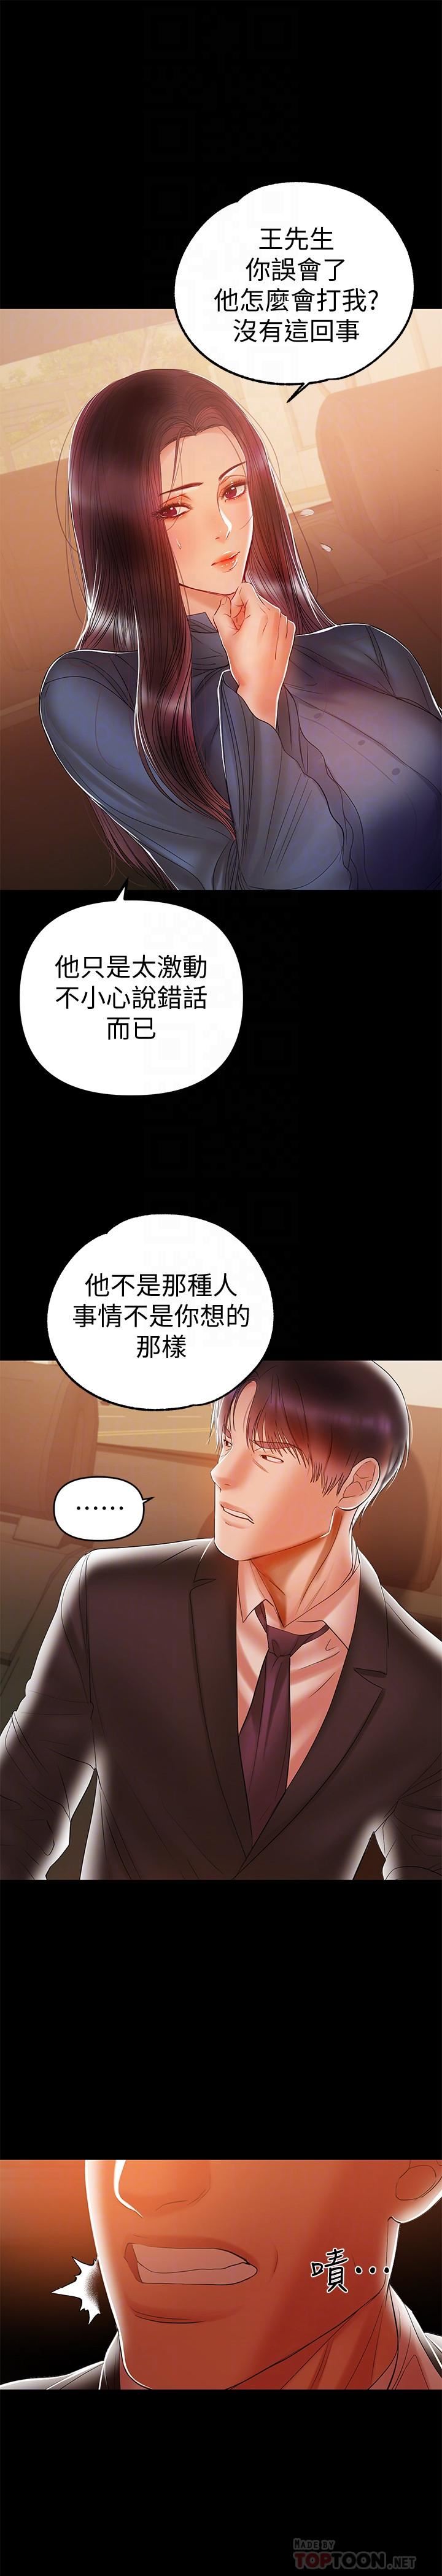 王先生
你誤會了
他怎麼會打我?
沒有這回事
他只是太激動
不小心說錯話
而已
他不是那種人
事情不是你想的
那樣
……
嘖…
MADE BY
TOPTOON.NET